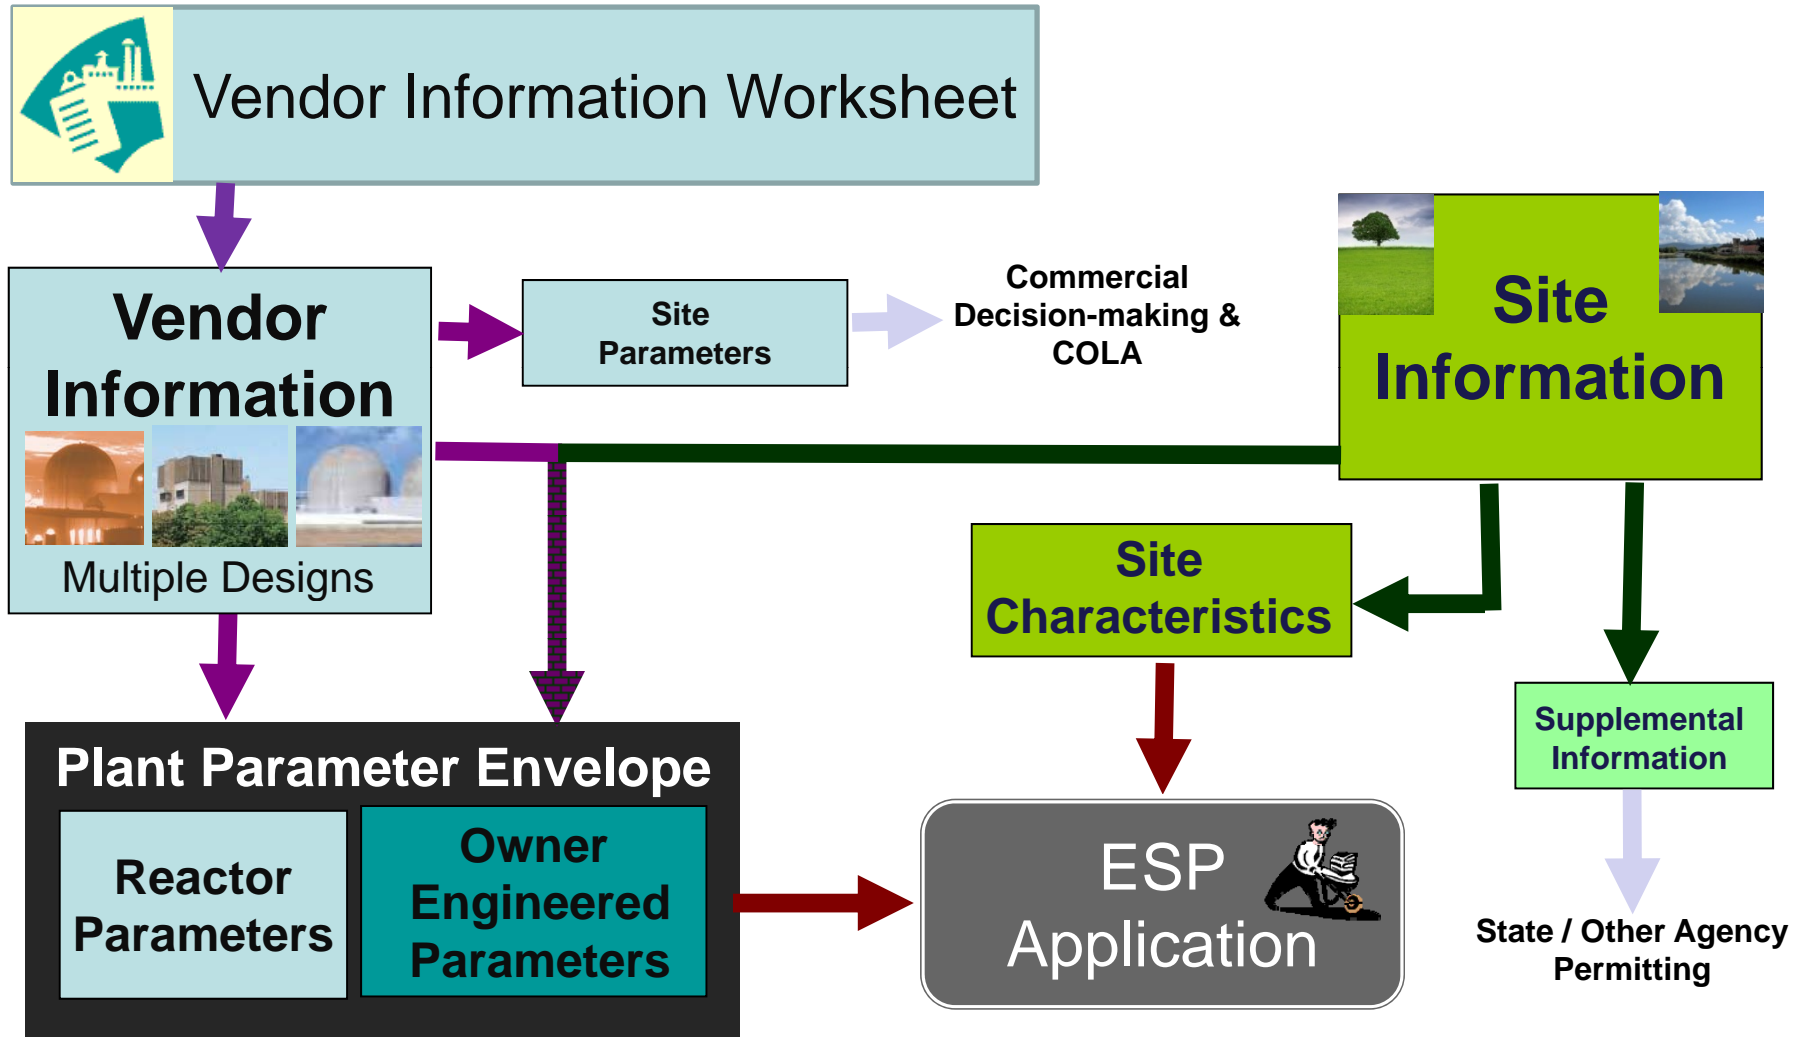 Vendor Information Worksheet
Vendor
Information
Multiple Designs
Site
Parameters
Commercial
Decision-making &
COLA
Site
Information
Site
Characteristics
Supplemental
Information
State / Other Agency
Permitting
Plant Parameter Envelope
Reactor
Parameters
Owner
Engineered
Parameters
ESP
Application